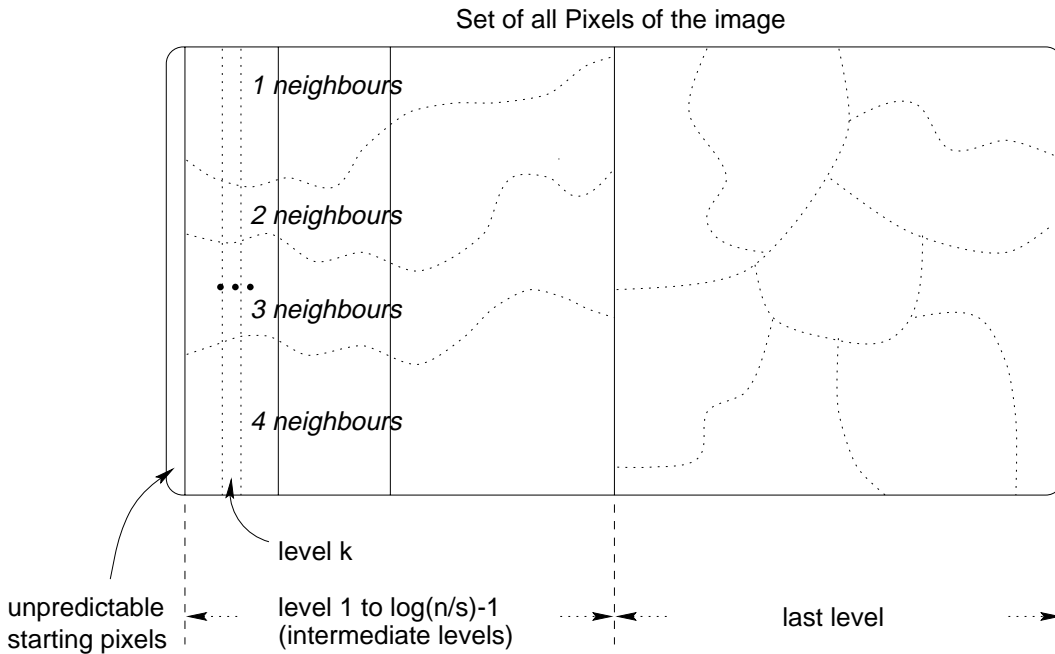 Set of all Pixels of the image
1 neighbours
2 neighbours
3 neighbours
4 neighbours
level k
unpredictable
starting pixels
level 1 to log(n/s)-1
(intermediate levels)
last level